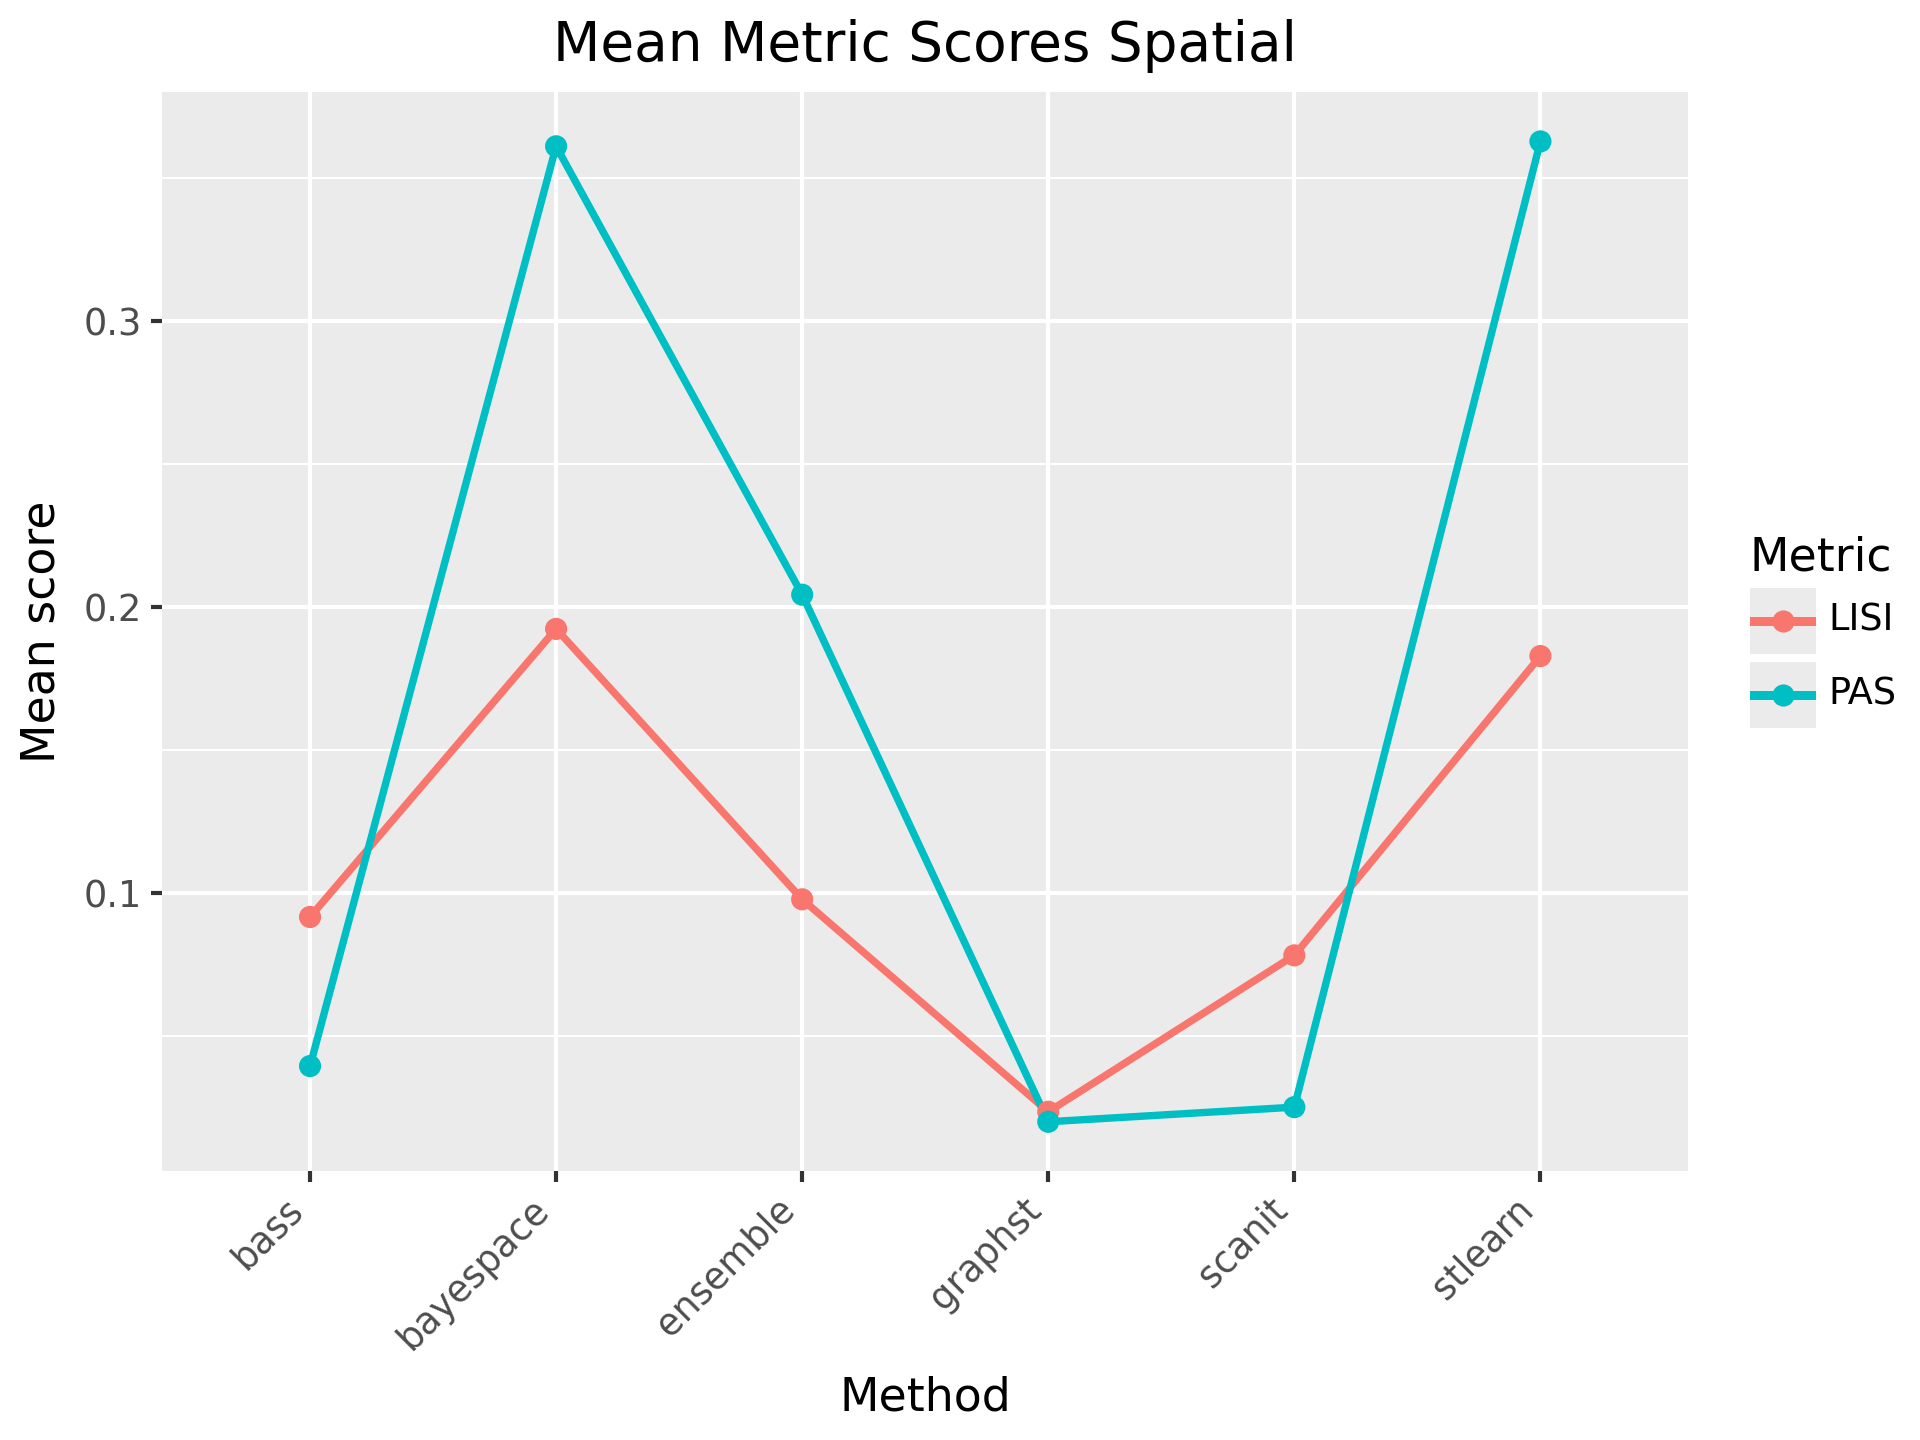 Mean Metric Scores Spatial
Mean score
0.3
0.2
0.1
bass
bayespace
ensemble
graphst
scanit
stlearn
Method
Metric
LISI
PAS